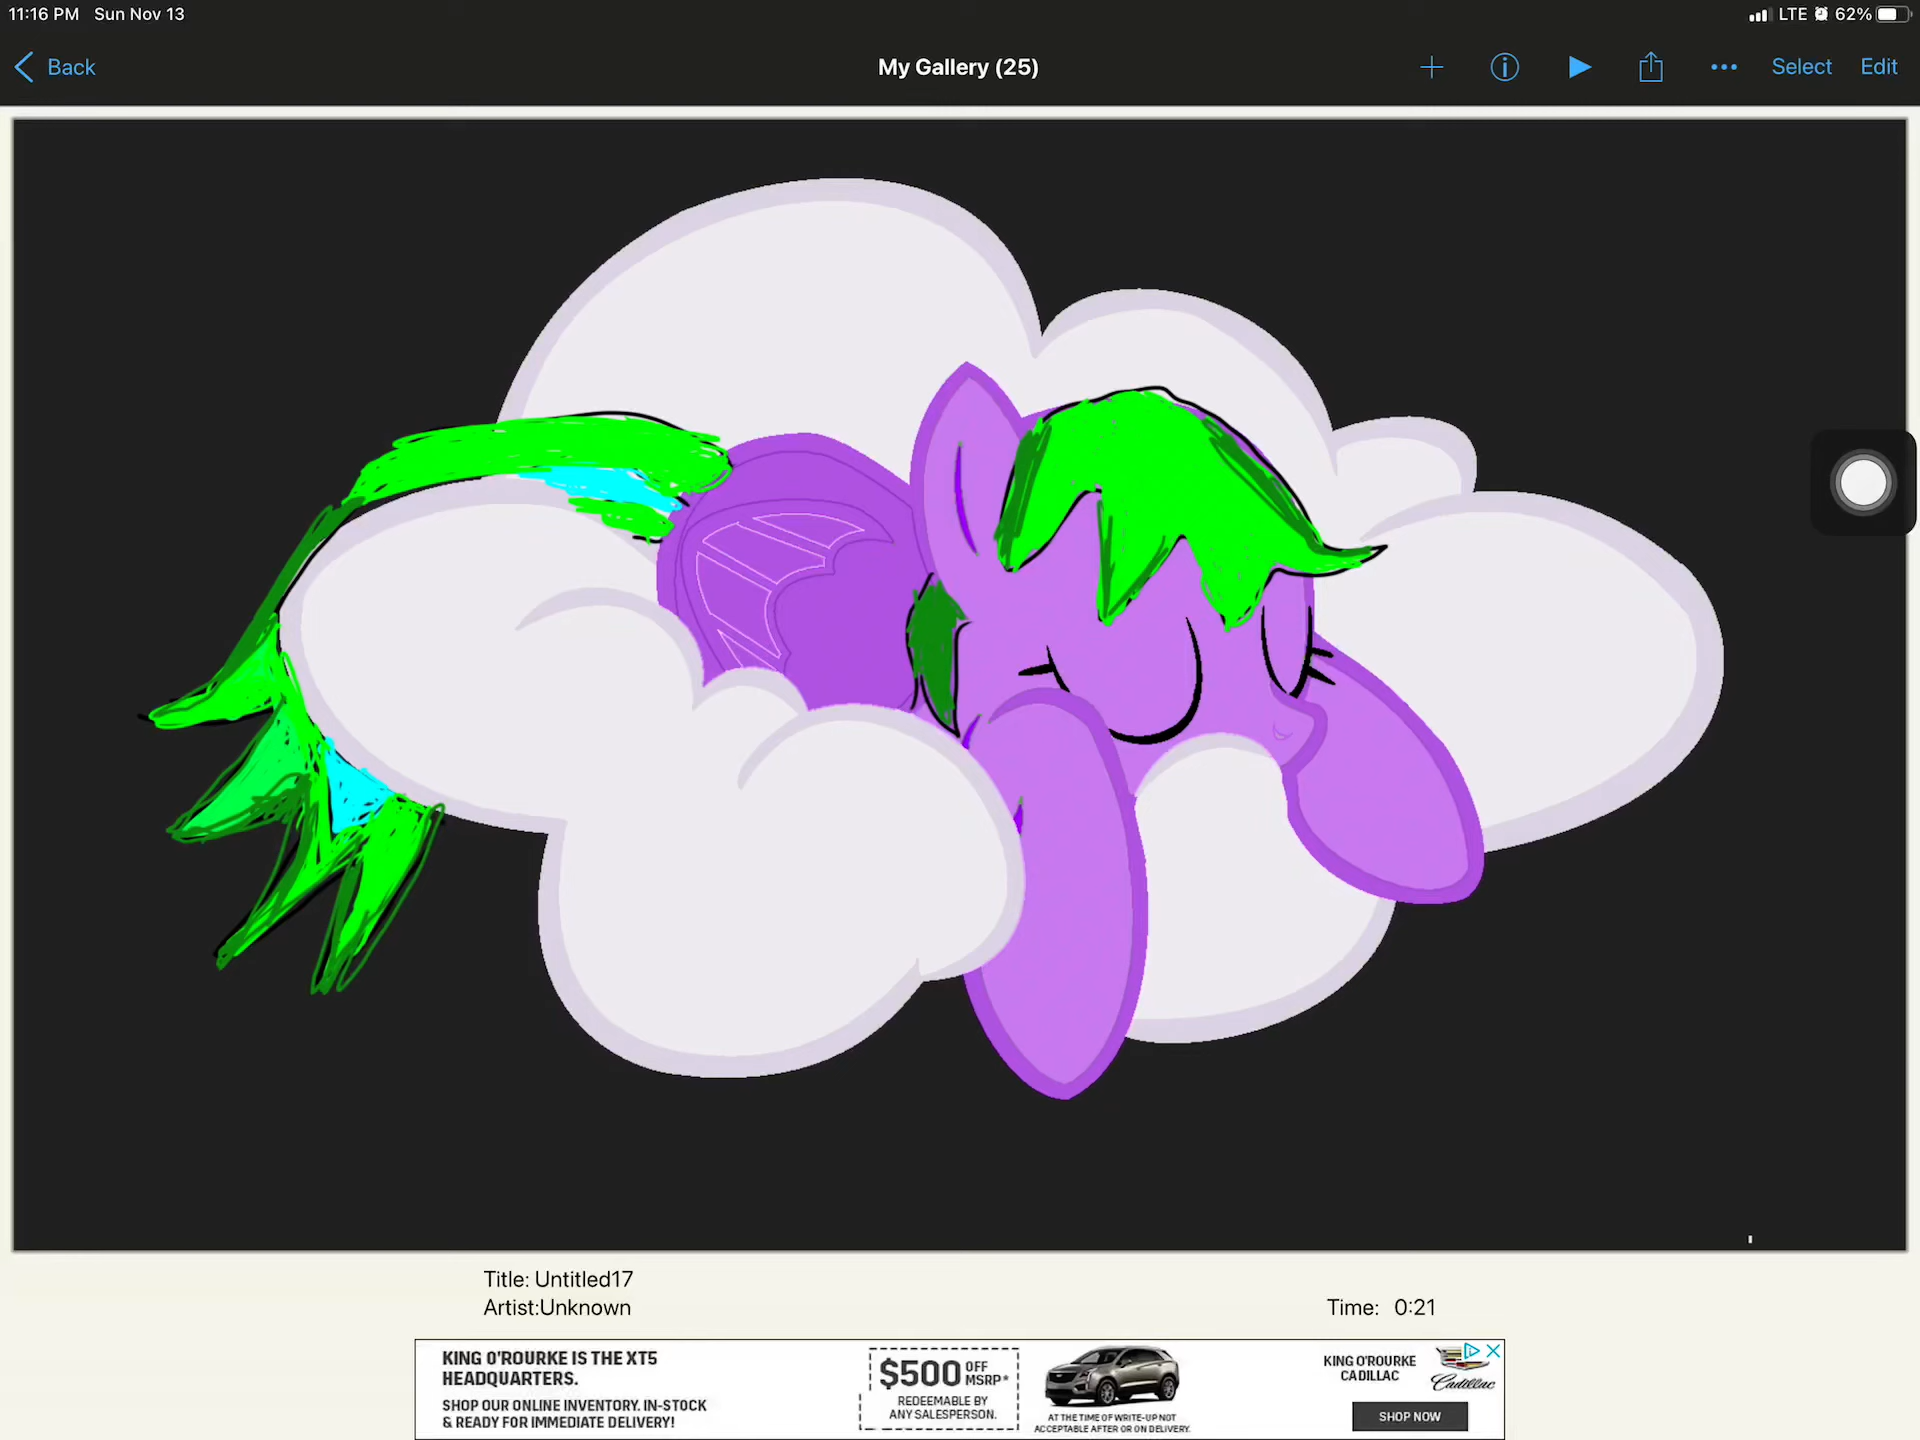 11:16 PM Sun Nov 13
LTE 62%
Back
My Gallery (25)
Select
Edit
Title: Untitled17
Artist:Unknown
Time: 0:21
KING O'ROURKE IS THE XT5
HEADQUARTERS.
SHOP OUR ONLINE INVENTORY. IN-STOCK
& READY FOR IMMEDIATE DELIVERY!
$500 OFF
MSRP*
REDEEMABLE BY
ANY SALESPERSON.
AT THE TIME OF WRITE-UP NOT
ACCEPTABLE AFTER OR ON DELIVERY.
KING O'ROURKE
CADILLAC
Cadillac
SHOP NOW